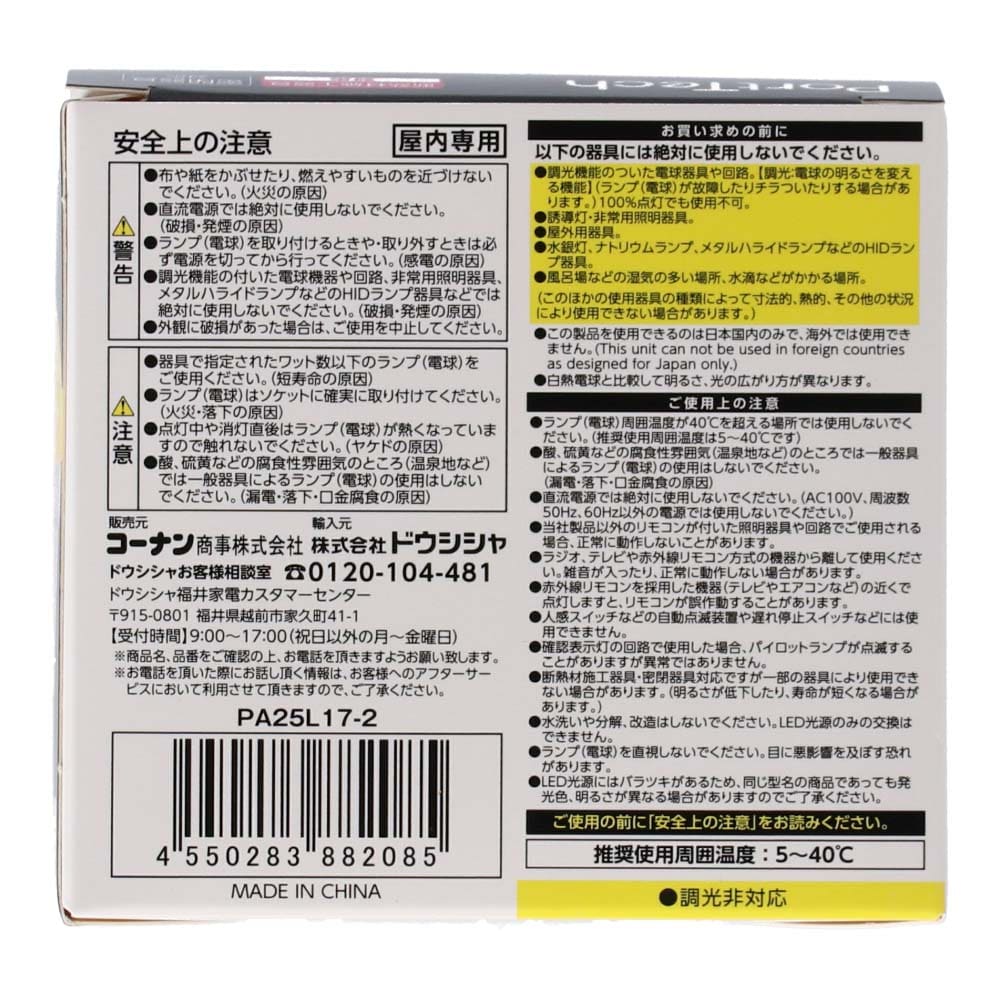 PortTech
安全上の注意
屋内専用
警告
●布や紙をかぶせたり、燃えやすいものを近づけない
でください。(火災の原因)
●直流電源では絶対に使用しないでください。
(破損・発煙の原因)
●ランプ(電球)を取り付けるときや・取り外すときは必
ず電源を切ってから行ってください。(感電の原因)
●調光機能の付いた電球機器や回路、非常用照明器具、
メタルハライドランプなどのHIDランプ器具などでは
絶対に使用しないでください。(破損・発煙の原因)
●外観に破損があった場合は、ご使用を中止してください。
注意
●器具で指定されたワット数以下のランプ(電球)を
ご使用ください。(短寿命の原因)
●ランプ(電球)はソケットに確実に取り付けてください。
(火災・落下の原因)
●点灯中や消灯直後はランプ(電球)が熱くなっていま
すので触れないでください。(ヤケドの原因)
●酸、硫黄などの腐食性雰囲気のところ(温泉地など)
では一般器具によるランプ(電球)の使用はしない
でください。(漏電・落下・口金腐食の原因)
販売元
コーナン商事株式会社
輸入元
株式会社ドウシシャ
ドウシシャお客様相談室 ☎0120-104-481
ドウシシャ福井家電カスタマーセンター
〒915-0801 福井県越前市家久町41-1
【受付時間】9:00〜17:00(祝日以外の月〜金曜日)
※商品名、品番をご確認の上、お電話を頂きますようお願い致します。
※お電話を頂いた際にお話し頂く情報は、お客様へのアフターサー
ビスにおいて利用させて頂きますので、ご了承ください。
PA25L17-2
4 550283 882085
MADE IN CHINA
お買い求めの前に
以下の器具には絶対に使用しないでください。
●調光機能のついた電球器具や回路。【調光:電球の明るさを変え
る機能】(ランプ(電球)が故障したりチラついたりする場合があ
ります。)100%点灯でも使用不可。
●誘導灯・非常用照明器具。
●屋外用器具。
●水銀灯、ナトリウムランプ、メタルハライドランプなどのHIDラン
プ器具。
●風呂場などの湿気の多い場所、水滴などがかかる場所。
(このほかの使用器具の種類によって寸法的、熱的、その他の状況
により使用できない場合があります。)
●この製品を使用できるのは日本国内のみで、海外では使用でき
ません。(This unit can not be used in foreign countries
as designed for Japan only.)
●白熱電球と比較して明るさ、光の広がり方が異なります。
ご使用上の注意
●ランプ(電球)周囲温度が40℃を超える場所では使用しないでく
ださい。(推奨使用周囲温度は5〜40℃です)
●酸、硫黄などの腐食性雰囲気(温泉地など)のところでは一般器具
によるランプ(電球)の使用はしないでください。
(漏電・落下・口金腐食の原因)
●直流電源では絶対に使用しないでください。(AC100V、周波数
50Hz、60Hz以外の電源では使用しないでください。)
●当社製品以外のリモコンが付いた照明器具や回路でご使用される
場合、正常に動作しないことがあります。
●ラジオ、テレビや赤外線リモコン方式の機器から離して使用くださ
い。雑音が入ったり、正常に動作しない場合があります。
●赤外線リモコンを採用した機器(テレビやエアコンなど)の近くで
点灯しますと、リモコンが誤動作することがあります。
●人感スイッチなどの自動点滅装置や遅れ停止スイッチなどには使
用できません。
●確認表示灯の回路で使用した場合、パイロットランプが点滅する
ことがありますが異常ではありません。
●断熱材施工器具・密閉器具対応ですが一部の器具により使用でき
ない場合があります。(明るさが低下したり、寿命が短くなる場合が
あります。)
●水洗いや分解、改造はしないでください。LED光源のみの交換は
できません。
●ランプ(電球)を直視しないでください。目に悪影響を及ぼす恐れ
があります。
●LED光源にはバラツキがあるため、同じ型名の商品であっても発
光色、明るさが異なる場合がありますのでご了承ください。
ご使用の前に「安全上の注意」をお読みください。
推奨使用周囲温度:5〜40℃
●調光非対応